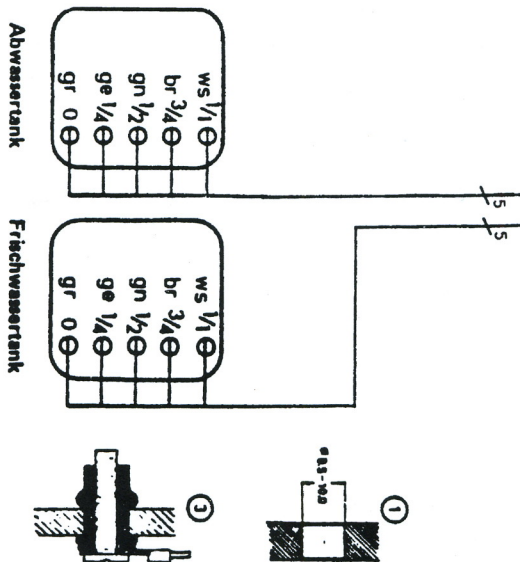 Abwassertank
gr 0
ge 1/4
gn 1/2
br 3/4
ws 1/1
5
Frischwassertank
gr 0
ge 1/4
gn 1/2
br 3/4
ws 1/1
5
3
1